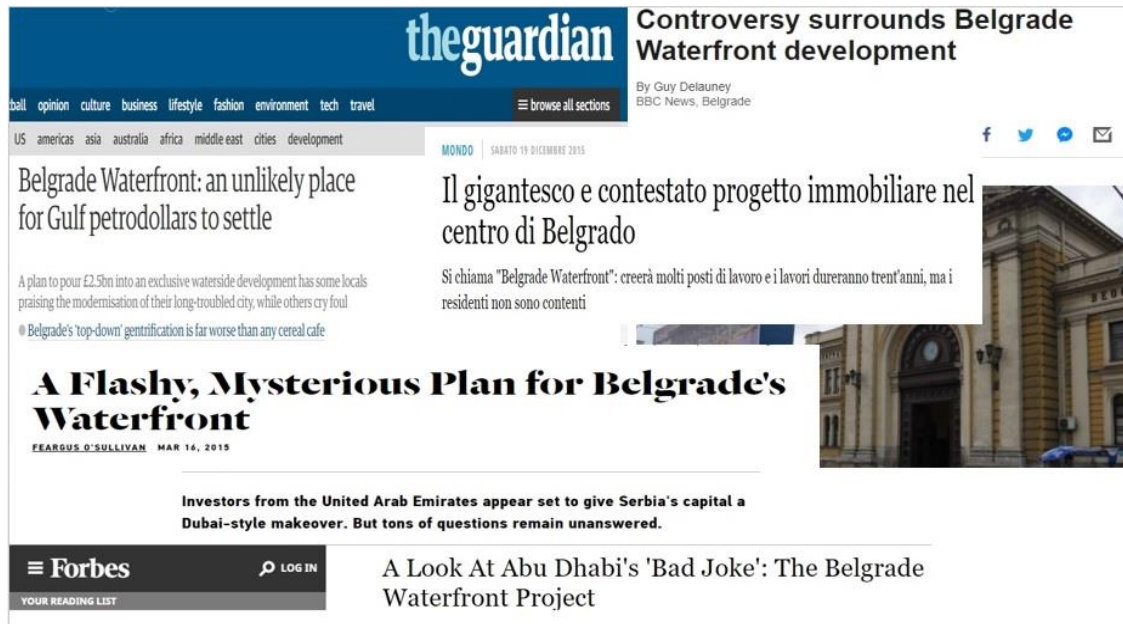 theguardian
opinion culture business lifestyle fashion environment tech travel
≡ browse all sections
US americas asia australia africa middle east cities development
Belgrade Waterfront: an unlikely place
for Gulf petrodollars to settle
A plan to pour £2.5bn into an exclusive waterside development has some locals
praising the modernisation of their long-troubled city, while others cry foul
Belgrade's 'top-down' gentrification is far worse than any cereal cafe
Controversy surrounds Belgrade
Waterfront development
By Guy Delauney
BBC News, Belgrade
MONDO | SABATO 19 DICEMBRE 2015
Il gigantesco e contestato progetto immobiliare nel
centro di Belgrado
Si chiama "Belgrade Waterfront": creerà molti posti di lavoro e i lavori dureranno trent'anni, ma i
residenti non sono contenti
A Flashy, Mysterious Plan for Belgrade's
Waterfront
FEARGUS O'SULLIVAN MAR 16, 2015
Investors from the United Arab Emirates appear set to give Serbia's capital a
Dubai-style makeover. But tons of questions remain unanswered.
≡ Forbes
LOG IN
YOUR READING LIST
A Look At Abu Dhabi's 'Bad Joke': The Belgrade
Waterfront Project